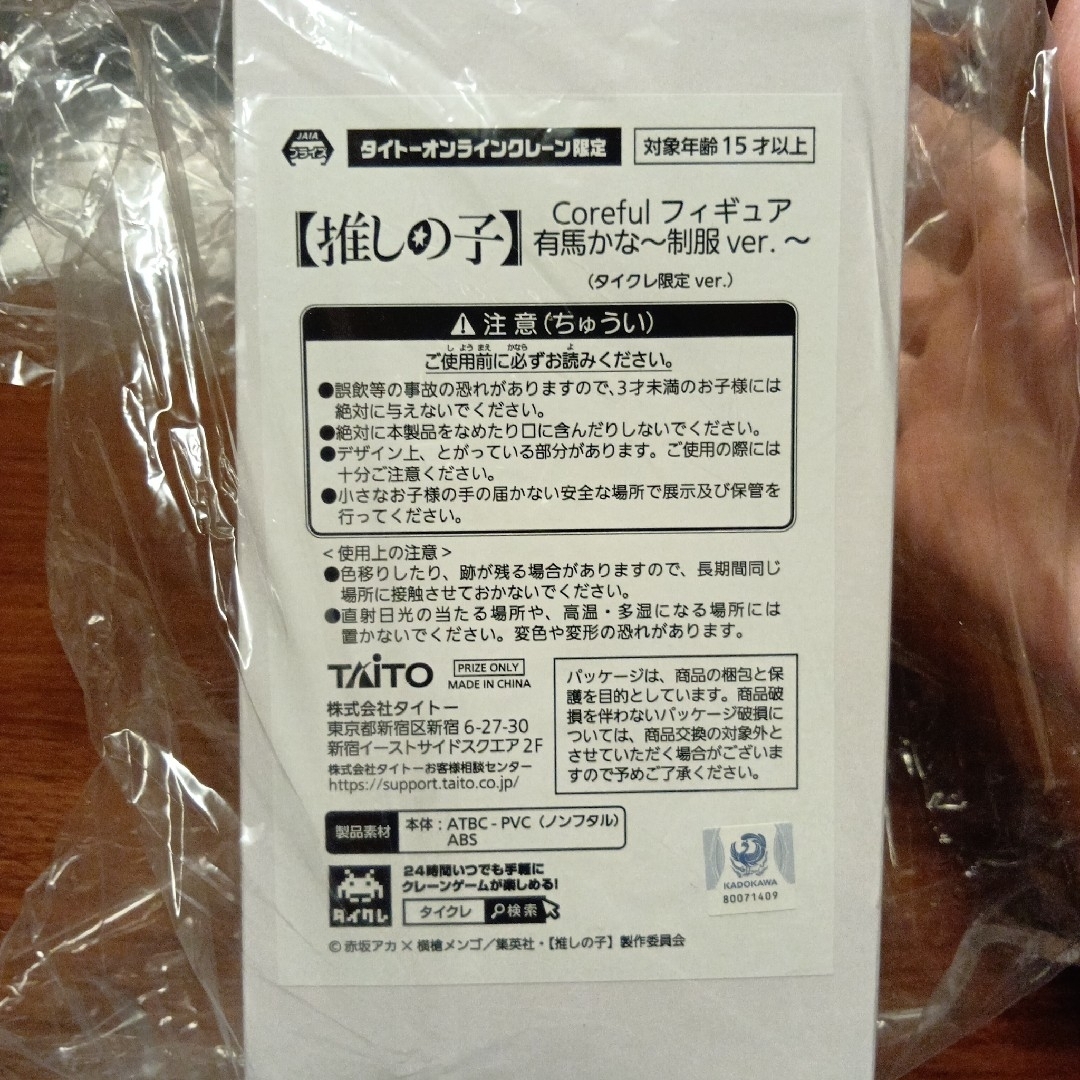 JAIA
プライズ
タイトーオンラインクレーン限定
対象年齢15才以上
【推しの子】
Coreful フィギュア
有馬かな～制服 ver.～
（タイクレ限定 ver.）
注意(ちゅうい)
ご使用前に必ずお読みください。
●誤飲等の事故の恐れがありますので、3才未満のお子様には
絶対に与えないでください。
●絶対に本製品をなめたり口に含んだりしないでください。
●デザイン上、とがっている部分があります。ご使用の際には
十分ご注意ください。
●小さなお子様の手の届かない安全な場所で展示及び保管を
行ってください。
＜使用上の注意＞
●色移りしたり、跡が残る場合がありますので、長期間同じ
場所に接触させておかないでください。
●直射日光の当たる場所や、高温・多湿になる場所には
置かないでください。変色や変形の恐れがあります。
TAITO
PRIZE ONLY
MADE IN CHINA
株式会社タイトー
東京都新宿区新宿 6-27-30
新宿イーストサイドスクエア 2F
株式会社タイトーお客様相談センター
https://support.taito.co.jp/
パッケージは、商品の梱包と保
護を目的としています。商品破
損を伴わないパッケージ破損に
ついては、商品交換の対象外と
させていただく場合がございま
すので予めご了承ください。
製品素材
本体：ATBC-PVC（ノンフタル）
ABS
タイクレ
24時間いつでも手軽に
クレーンゲームが楽しめる!
タイクレ 検索
©赤坂アカ×横槍メンゴ／集英社・【推しの子】製作委員会
KADOKAWA
80071409